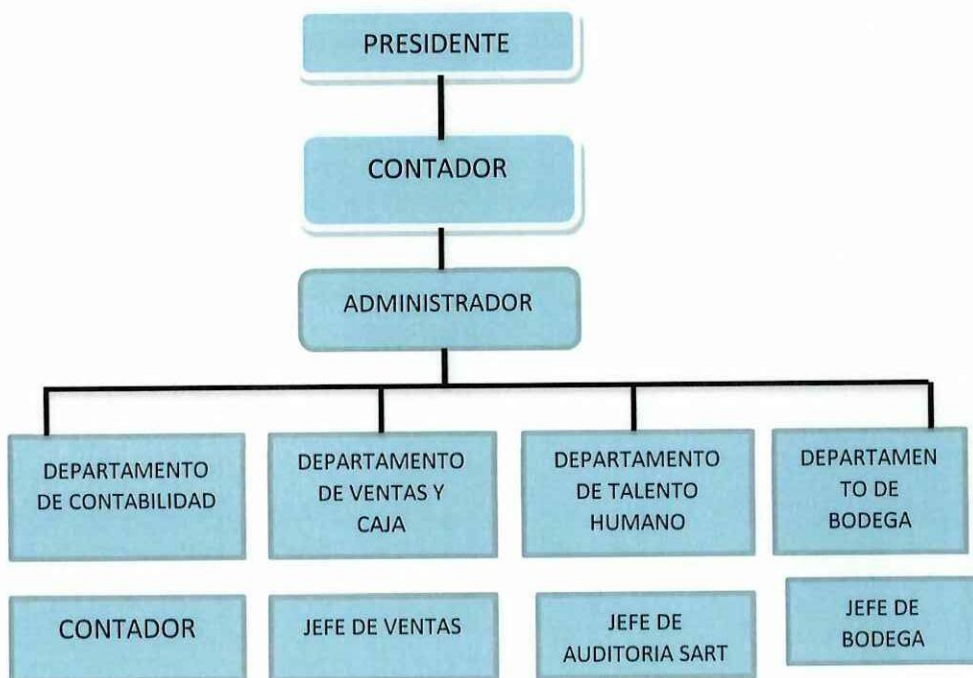 PRESIDENTE
CONTADOR
ADMINISTRADOR
DEPARTAMENTO
DE CONTABILIDAD
DEPARTAMENTO
DE VENTAS Y
CAJA
DEPARTAMENTO
DE TALENTO
HUMANO
DEPARTAMEN
TO DE
BODEGA
CONTADOR
JEFE DE VENTAS
JEFE DE
AUDITORIA SART
JEFE DE
BODEGA